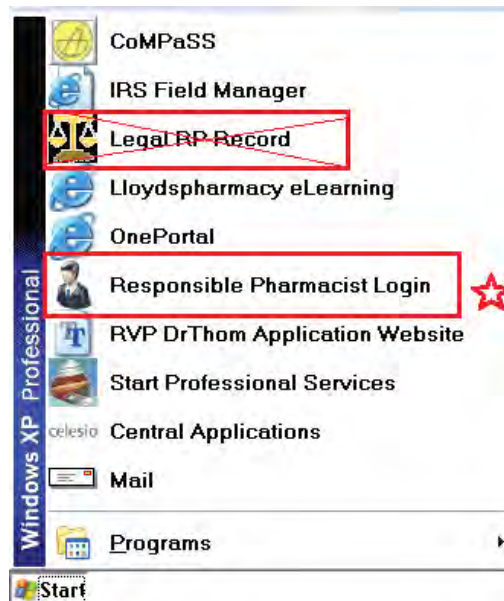 CoMPaSS
IRS Field Manager
Legal RP Record
Lloydspharmacy eLearning
OnePortal
Responsible Pharmacist Login
RVP DrThom Application Website
Start Professional Services
celesio Central Applications
Mail
Programs
Windows XP Professional
Start